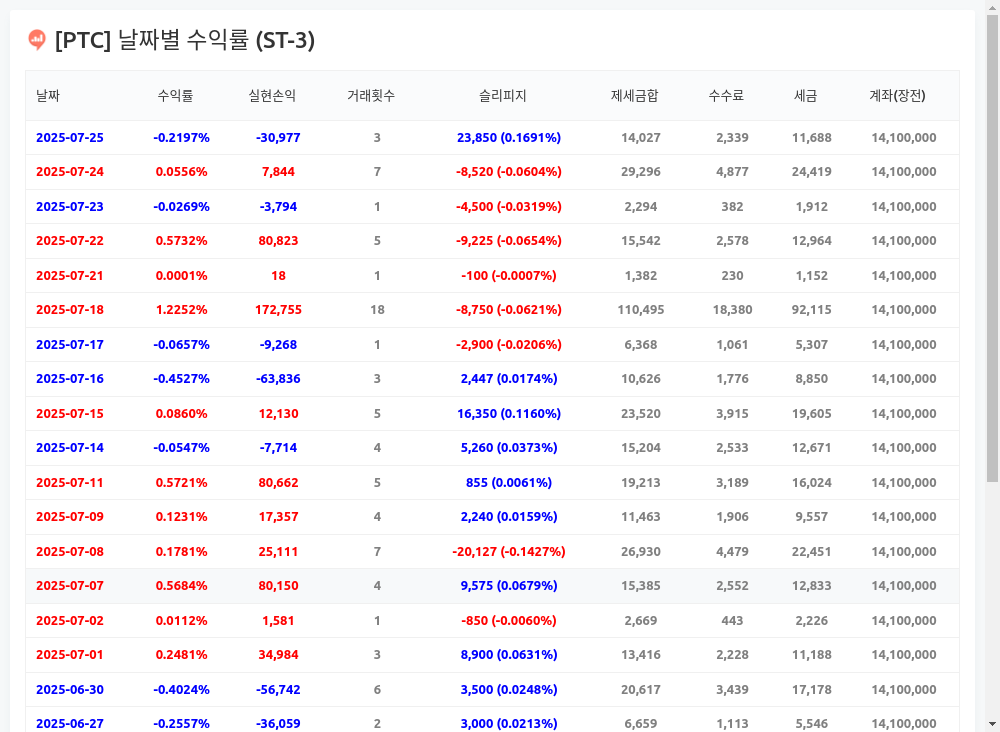 [PTC] 날짜별 수익률 (ST-3)
날짜 수익률 실현손익 거래횟수 슬리피지 제세금합 수수료 세금 계좌(장전)
2025-07-25 -0.2197% -30,977 3 23,850 (0.1691%) 14,027 2,339 11,688 14,100,000
2025-07-24 0.0556% 7,844 7 -8,520 (-0.0604%) 29,296 4,877 24,419 14,100,000
2025-07-23 -0.0269% -3,794 1 -4,500 (-0.0319%) 2,294 382 1,912 14,100,000
2025-07-22 0.5732% 80,823 5 -9,225 (-0.0654%) 15,542 2,578 12,964 14,100,000
2025-07-21 0.0001% 18 1 -100 (-0.0007%) 1,382 230 1,152 14,100,000
2025-07-18 1.2252% 172,755 18 -8,750 (-0.0621%) 110,495 18,380 92,115 14,100,000
2025-07-17 -0.0657% -9,268 1 -2,900 (-0.0206%) 6,368 1,061 5,307 14,100,000
2025-07-16 -0.4527% -63,836 3 2,447 (0.0174%) 10,626 1,776 8,850 14,100,000
2025-07-15 0.0860% 12,130 5 16,350 (0.1160%) 23,520 3,915 19,605 14,100,000
2025-07-14 -0.0547% -7,714 4 5,260 (0.0373%) 15,204 2,533 12,671 14,100,000
2025-07-11 0.5721% 80,662 5 855 (0.0061%) 19,213 3,189 16,024 14,100,000
2025-07-09 0.1231% 17,357 4 2,240 (0.0159%) 11,463 1,906 9,557 14,100,000
2025-07-08 0.1781% 25,111 7 -20,127 (-0.1427%) 26,930 4,479 22,451 14,100,000
2025-07-07 0.5684% 80,150 4 9,575 (0.0679%) 15,385 2,552 12,833 14,100,000
2025-07-02 0.0112% 1,581 1 -850 (-0.0060%) 2,669 443 2,226 14,100,000
2025-07-01 0.2481% 34,984 3 8,900 (0.0631%) 13,416 2,228 11,188 14,100,000
2025-06-30 -0.4024% -56,742 6 3,500 (0.0248%) 20,617 3,439 17,178 14,100,000
2025-06-27 -0.2557% -36,059 2 3,000 (0.0213%) 6,659 1,113 5,546 14,100,000